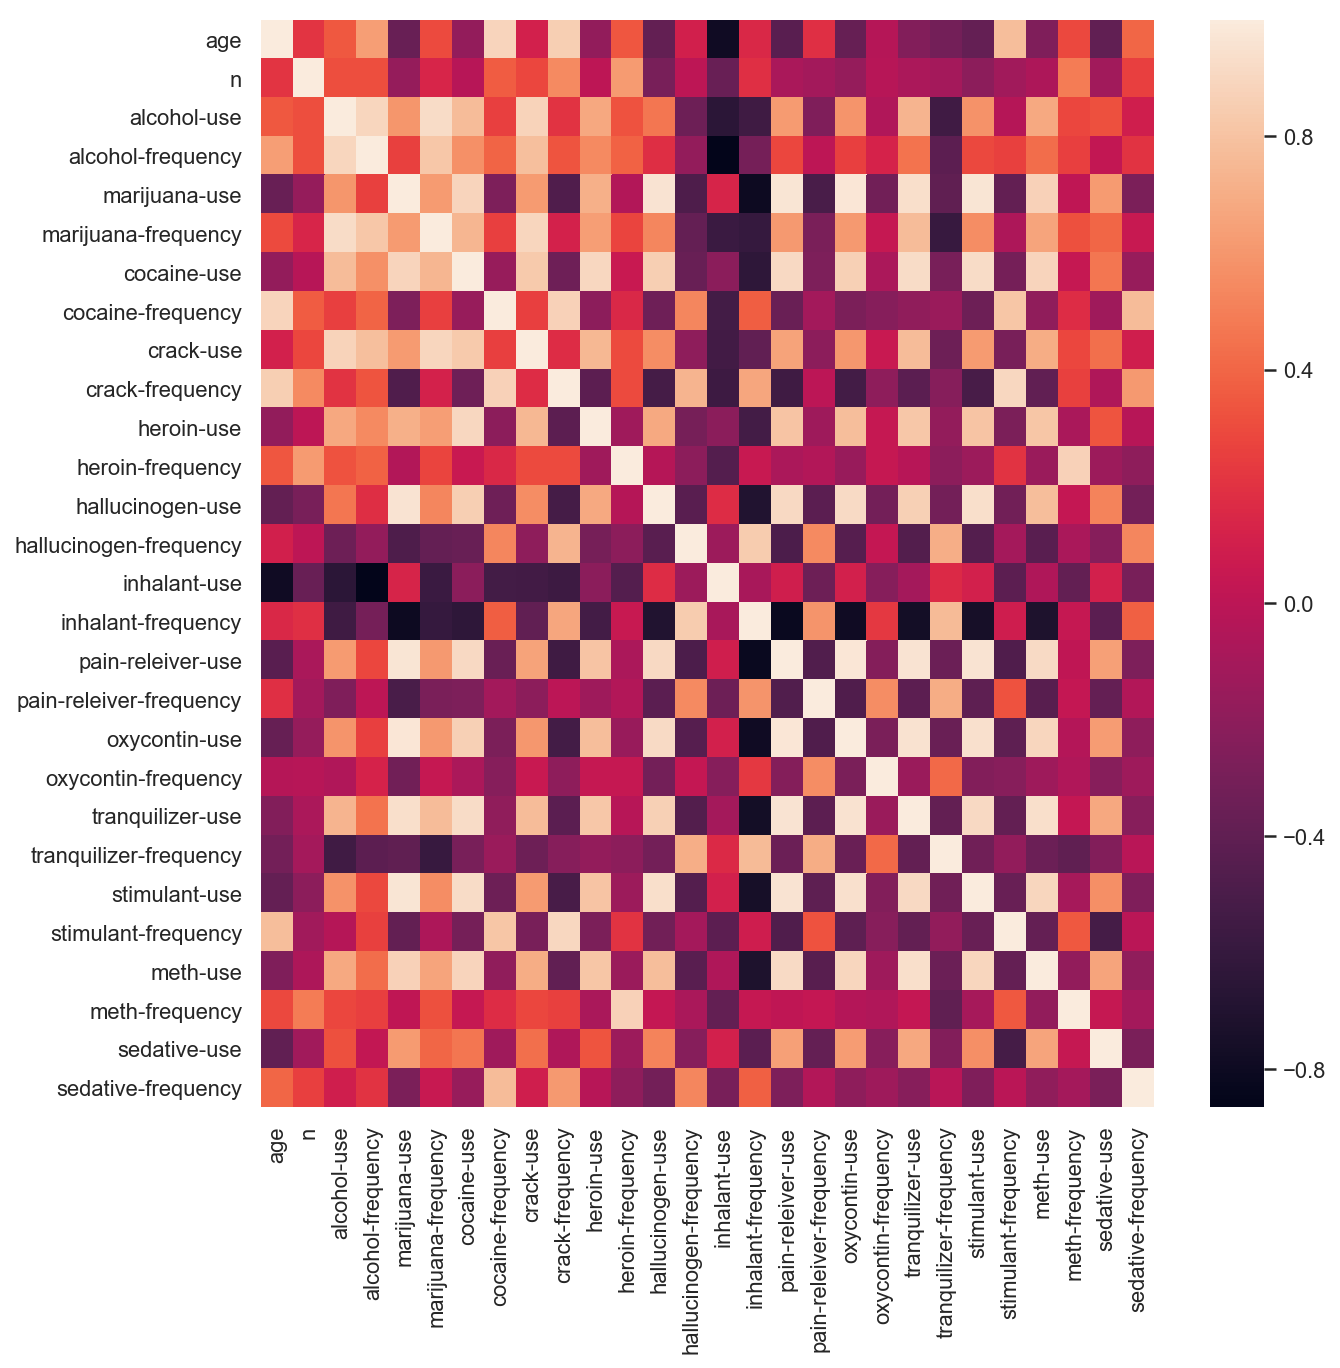 age
n
alcohol-use
alcohol-frequency
marijuana-use
marijuana-frequency
cocaine-use
cocaine-frequency
crack-use
crack-frequency
heroin-use
heroin-frequency
hallucinogen-use
hallucinogen-frequency
inhalant-use
inhalant-frequency
pain-releiver-use
pain-releiver-frequency
oxycontin-use
oxycontin-frequency
tranquilizer-use
tranquilizer-frequency
stimulant-use
stimulant-frequency
meth-use
meth-frequency
sedative-use
sedative-frequency
age
n
alcohol-use
alcohol-frequency
marijuana-use
marijuana-frequency
cocaine-use
cocaine-frequency
crack-use
crack-frequency
heroin-use
heroin-frequency
hallucinogen-use
hallucinogen-frequency
inhalant-use
inhalant-frequency
pain-releiver-use
pain-releiver-frequency
oxycontin-use
oxycontin-frequency
tranquilizer-use
tranquilizer-frequency
stimulant-use
stimulant-frequency
meth-use
meth-frequency
sedative-use
sedative-frequency
0.8
0.4
0.0
−0.4
−0.8